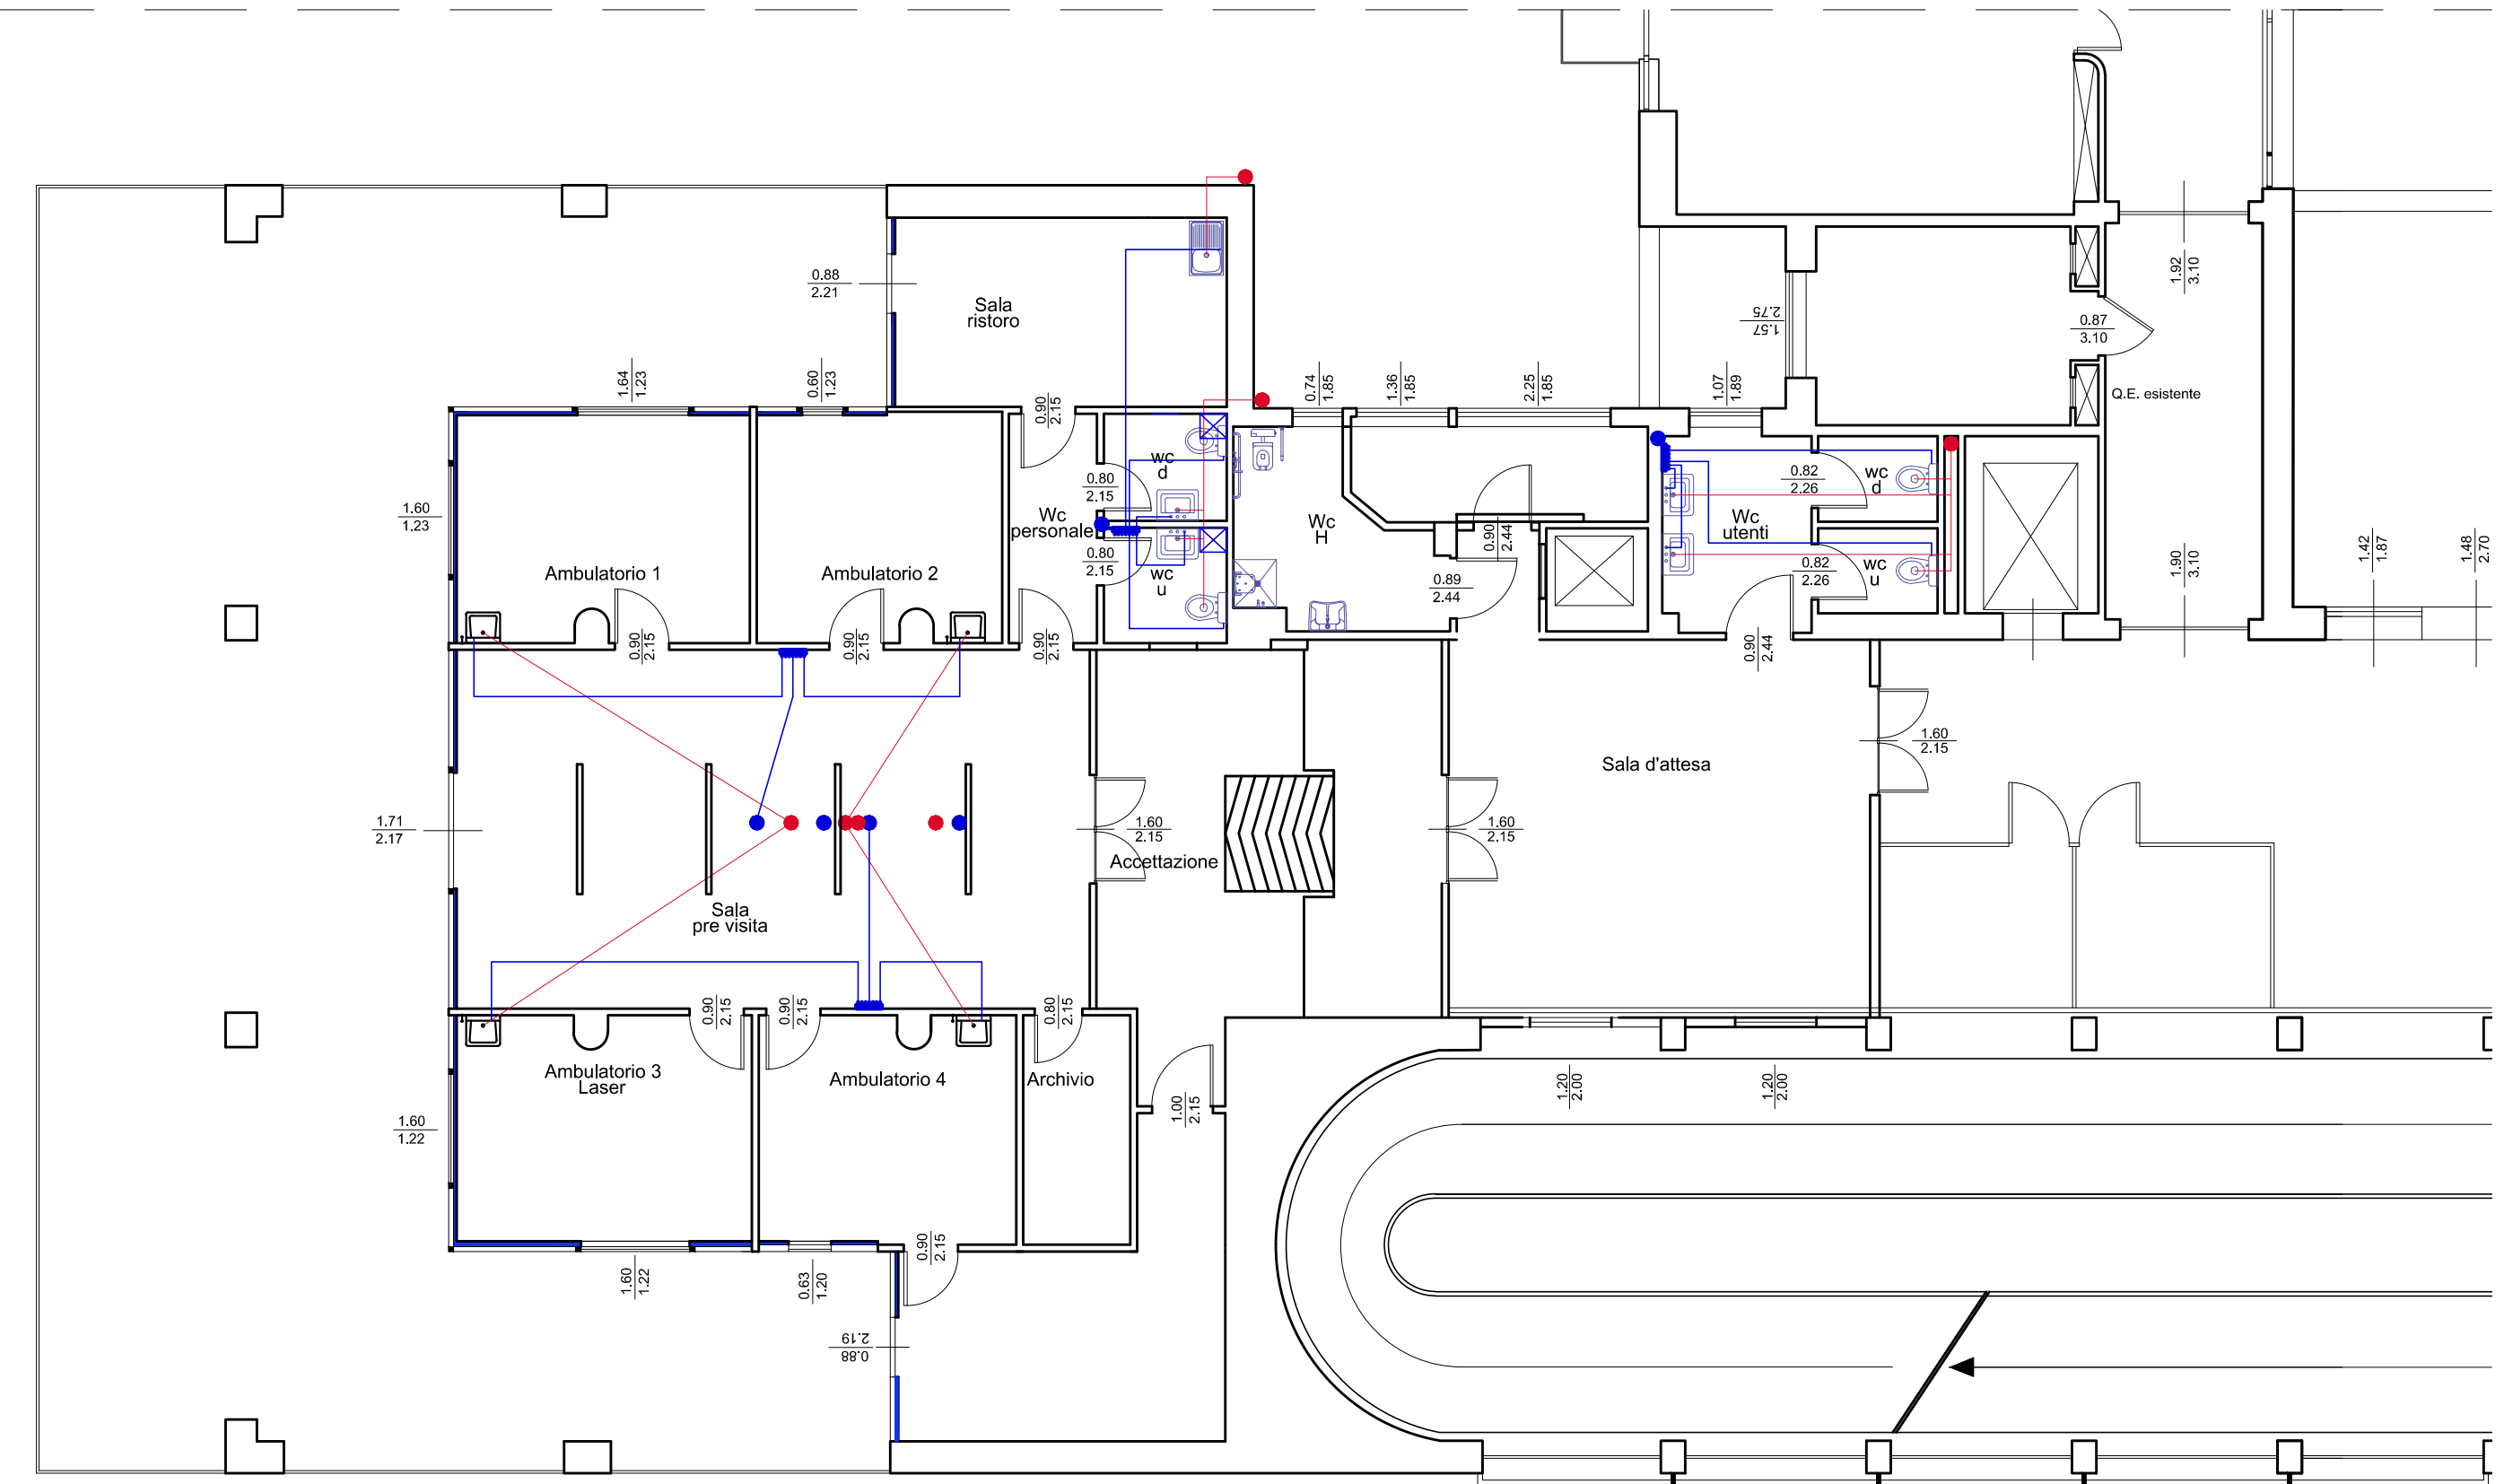 1.92
3.10
0.88
2.21
Sala
ristoro
2.75
1.57
0.87
3.10
1.64
1.23
0.60
1.23
0.90
2.15
0.74
1.85
1.36
1.85
2.25
1.85
1.07
1.89
Q.E. esistente
1.60
1.23
Ambulatorio 1
Ambulatorio 2
Wc
personale
0.80
2.15
0.80
2.15
wc
d
wc
u
Wc
H
0.90
2.44
0.89
2.44
Wc
utenti
0.82
2.26
0.82
2.26
wc
d
wc
u
1.90
3.10
1.42
1.87
1.48
2.70
0.90
2.15
0.90
2.15
0.90
2.15
0.90
2.44
1.60
2.15
Sala d'attesa
1.71
2.17
1.60
2.15
1.60
2.15
Accettazione
Sala
pre visita
0.90
2.15
0.90
2.15
0.80
2.15
Ambulatorio 3
Laser
Ambulatorio 4
Archivio
1.00
2.15
1.20
2.00
1.20
2.00
1.60
1.22
0.90
2.15
1.60
1.22
0.63
1.20
2.19
0.88